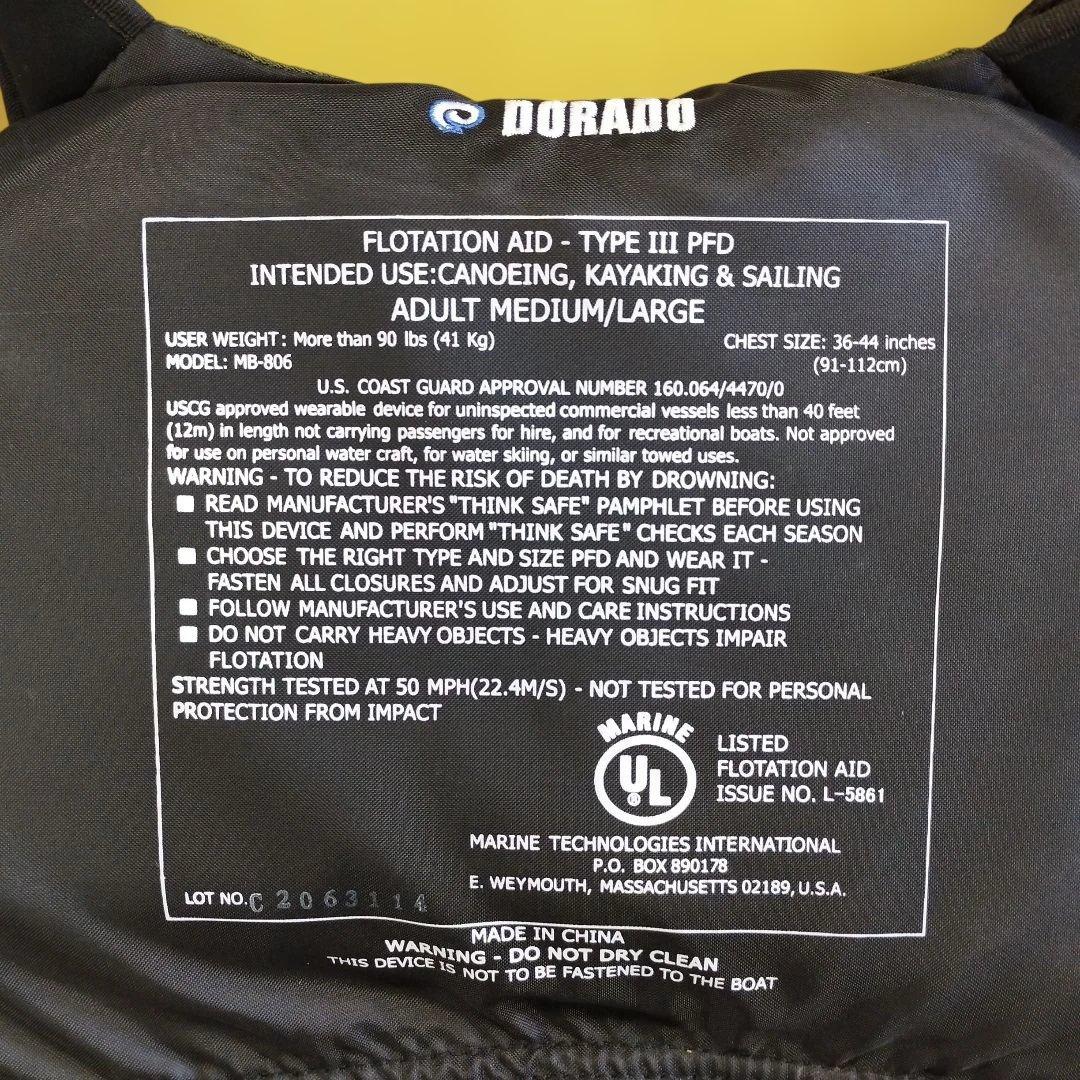 DORADO
FLOTATION AID - TYPE III PFD
INTENDED USE:CANOEING, KAYAKING & SAILING
ADULT MEDIUM/LARGE
USER WEIGHT: More than 90 lbs (41 Kg)
CHEST SIZE: 36-44 inches
MODEL: MB-806
(91-112cm)
U.S. COAST GUARD APPROVAL NUMBER 160.064/4470/0
USCG approved wearable device for uninspected commercial vessels less than 40 feet
(12m) in length not carrying passengers for hire, and for recreational boats. Not approved
for use on personal water craft, for water skiing, or similar towed uses.
WARNING - TO REDUCE THE RISK OF DEATH BY DROWNING:
READ MANUFACTURER'S "THINK SAFE" PAMPHLET BEFORE USING
THIS DEVICE AND PERFORM "THINK SAFE" CHECKS EACH SEASON
CHOOSE THE RIGHT TYPE AND SIZE PFD AND WEAR IT -
FASTEN ALL CLOSURES AND ADJUST FOR SNUG FIT
FOLLOW MANUFACTURER'S USE AND CARE INSTRUCTIONS
DO NOT CARRY HEAVY OBJECTS - HEAVY OBJECTS IMPAIR
FLOTATION
STRENGTH TESTED AT 50 MPH(22.4M/S) - NOT TESTED FOR PERSONAL
PROTECTION FROM IMPACT
MARINE
UL®
LISTED
FLOTATION AID
ISSUE NO. L-5861
MARINE TECHNOLOGIES INTERNATIONAL
P.O. BOX 890178
E. WEYMOUTH, MASSACHUSETTS 02189, U.S.A.
LOT NO. C 2063114
MADE IN CHINA
WARNING - DO NOT DRY CLEAN
THIS DEVICE IS NOT TO BE FASTENED TO THE BOAT